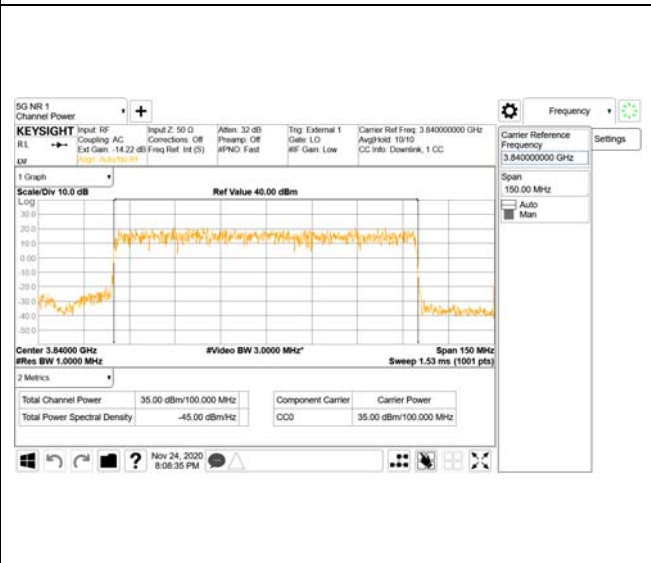 5G NR 1
Channel Power
Frequency
KEYSIGHT
RL
Input: RF
Coupling: AC
Ext Gain: -14.22 dB
Align: Auto/No RF
Input Z: 50 Ω
Corrections: Off
Freq Ref: Int (S)
Atten: 32 dB
Preamp: Off
#PNO: Fast
Trig: External 1
Gate: LO
#IF Gain: Low
Carrier Ref Freq: 3.840000000 GHz
Avg|Hold: 10/10
CC Info: Downlink, 1 CC
Carrier Reference
Frequency
3.840000000 GHz
Settings
Span
150.00 MHz
Auto
Man
1 Graph
Scale/Div 10.0 dB
Ref Value 40.00 dBm
Log
30.0
20.0
10.0
0.00
-10.0
-20.0
-30.0
-40.0
-50.0
Center 3.84000 GHz
#Video BW 3.0000 MHz*
Span 150 MHz
#Res BW 1.0000 MHz
Sweep 1.53 ms (1001 pts)
2 Metrics
Total Channel Power 35.00 dBm/100.000 MHz
Total Power Spectral Density -45.00 dBm/Hz
Component Carrier Carrier Power
CC0 35.00 dBm/100.000 MHz
Nov 24, 2020
8:08:35 PM